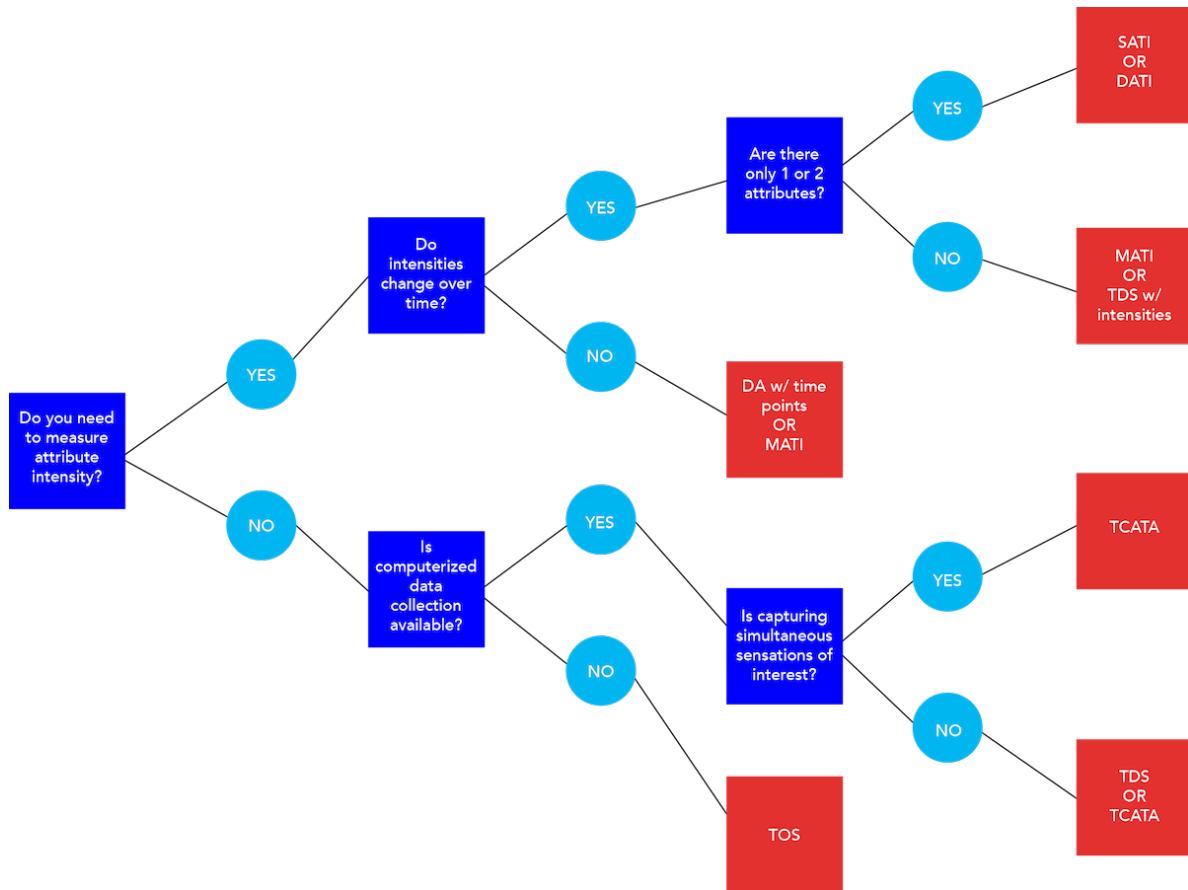 Do you need
to measure
attribute
intensity?
YES
Do
intensities
change over
time?
YES
Are there
only 1 or 2
attributes?
YES
SATI
OR
DATI
NO
MATI
OR
TDS w/
intensities
NO
DA w/ time
points
OR
MATI
NO
Is
computerized
data
collection
available?
YES
Is capturing
simultaneous
sensations of
interest?
YES
TCATA
NO
TDS
OR
TCATA
NO
TOS